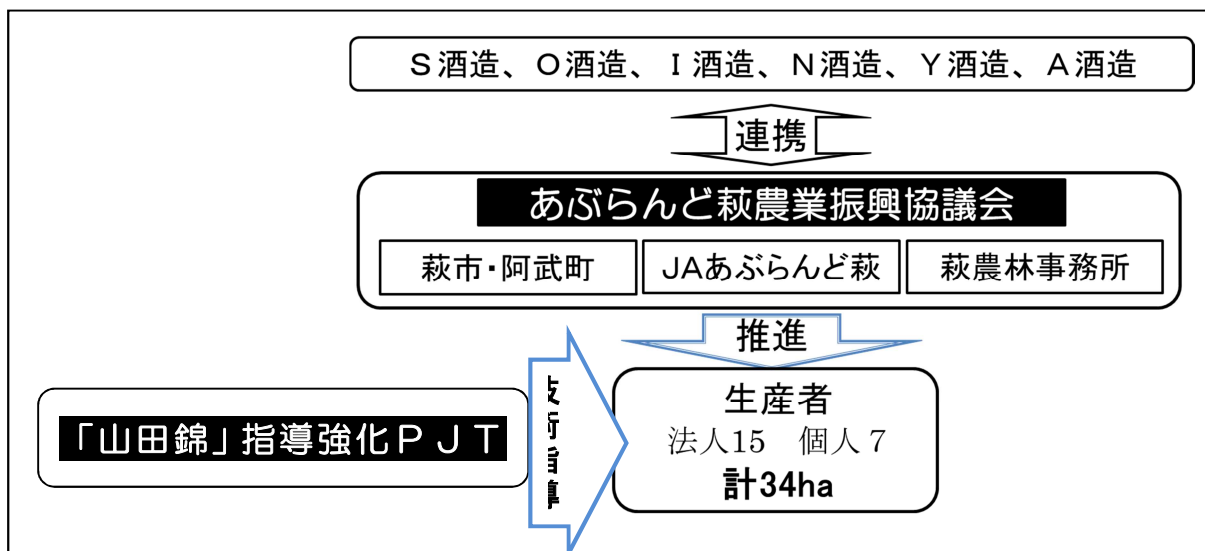 S酒造、O酒造、I酒造、N酒造、Y酒造、A酒造
連携
あぶらんど萩農業振興協議会
萩市・阿武町
JAあぶらんど萩
萩農林事務所
推進
「山田錦」指導強化PJT
技術指導
生産者
法人15　個人7
計34ha